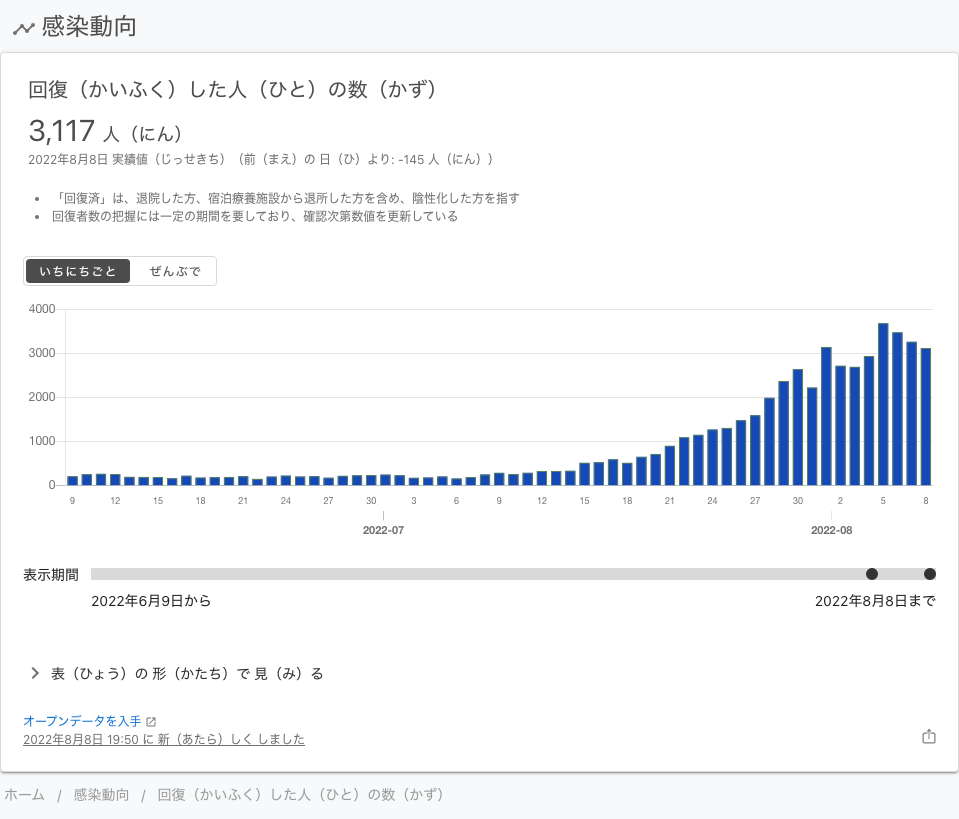 感染動向
回復（かいふく）した人（ひと）の数（かず）
3,117 人（にん）
2022年8月8日 実績値（じっせきち）（前（まえ）の 日（ひ）より: -145 人（にん））
• 「回復済」は、退院した方、宿泊療養施設から退所した方を含め、陰性化した方を指す
• 回復者数の把握には一定の期間を要しており、確認次第数値を更新している
いちにちごと ぜんぶで
4000
3000
2000
1000
0
9 12 15 18 21 24 27 30 3 6 9 12 15 18 21 24 27 30 2 5 8
2022-07 2022-08
表示期間
2022年6月9日から 2022年8月8日まで
表（ひょう）の 形（かたち）で 見（み）る
オープンデータを入手
2022年8月8日 19:50 に 新（あたら）しく しました
ホーム / 感染動向 / 回復（かいふく）した人（ひと）の数（かず）